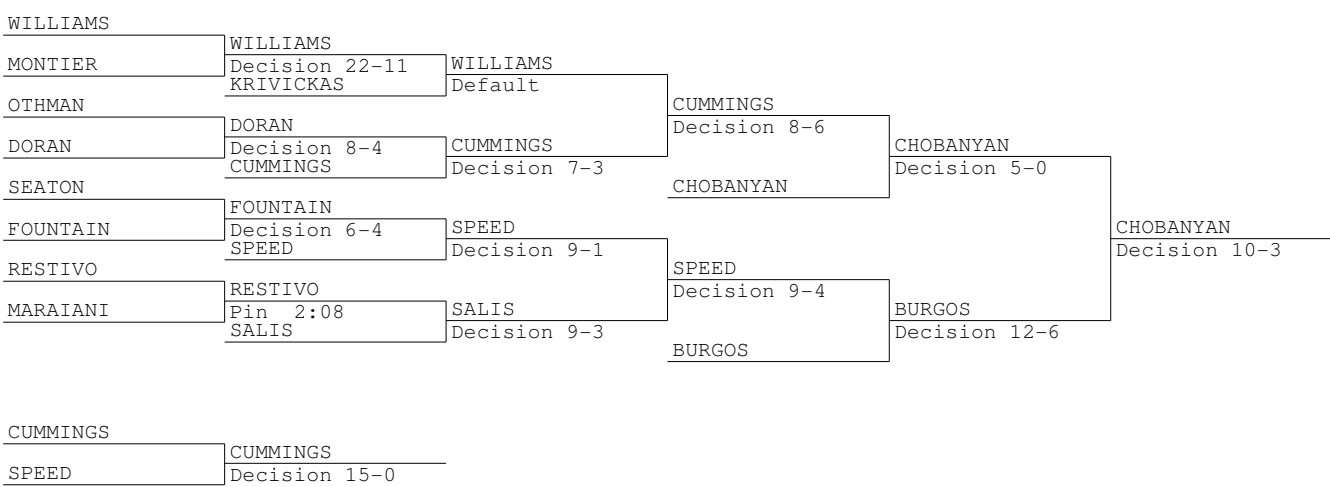 WILLIAMS
WILLIAMS
MONTIER
Decision 22-11
WILLIAMS
KRIVICKAS
Default
OTHMAN
CUMMINGS
DORAN
Decision 8-6
DORAN
Decision 8-4
CUMMINGS
CHOBANYAN
CUMMINGS
Decision 7-3
Decision 5-0
SEATON
CHOBANYAN
FOUNTAIN
FOUNTAIN
Decision 6-4
SPEED
CHOBANYAN
SPEED
Decision 9-1
Decision 10-3
RESTIVO
SPEED
RESTIVO
Decision 9-4
MARAIANI
Pin 2:08
SALIS
BURGOS
SALIS
Decision 9-3
Decision 12-6
BURGOS
CUMMINGS
CUMMINGS
SPEED
Decision 15-0